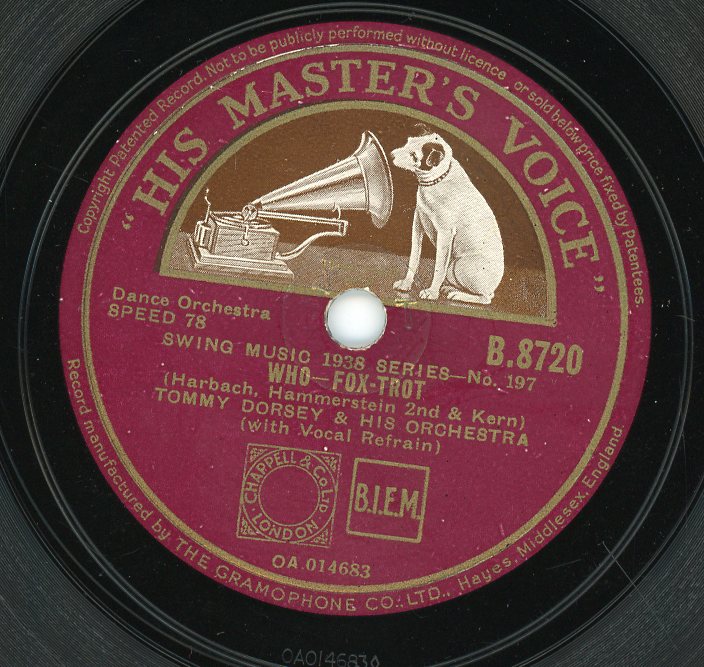 Copyright Patented Record. Not to be publicly performed without licence, or sold below price fixed by Patentees.
"HIS MASTER'S VOICE"
Dance Orchestra
SPEED 78
B.8720
SWING MUSIC 1938 SERIES—No. 197
WHO—FOX-TROT
(Harbach, Hammerstein 2nd & Kern)
TOMMY DORSEY & HIS ORCHESTRA
(with Vocal Refrain)
CHAPPELL & Co LTD
LONDON
B.I.E.M.
OA.014683
Record manufactured by THE GRAMOPHONE CO., LTD., Hayes, Middlesex, England.